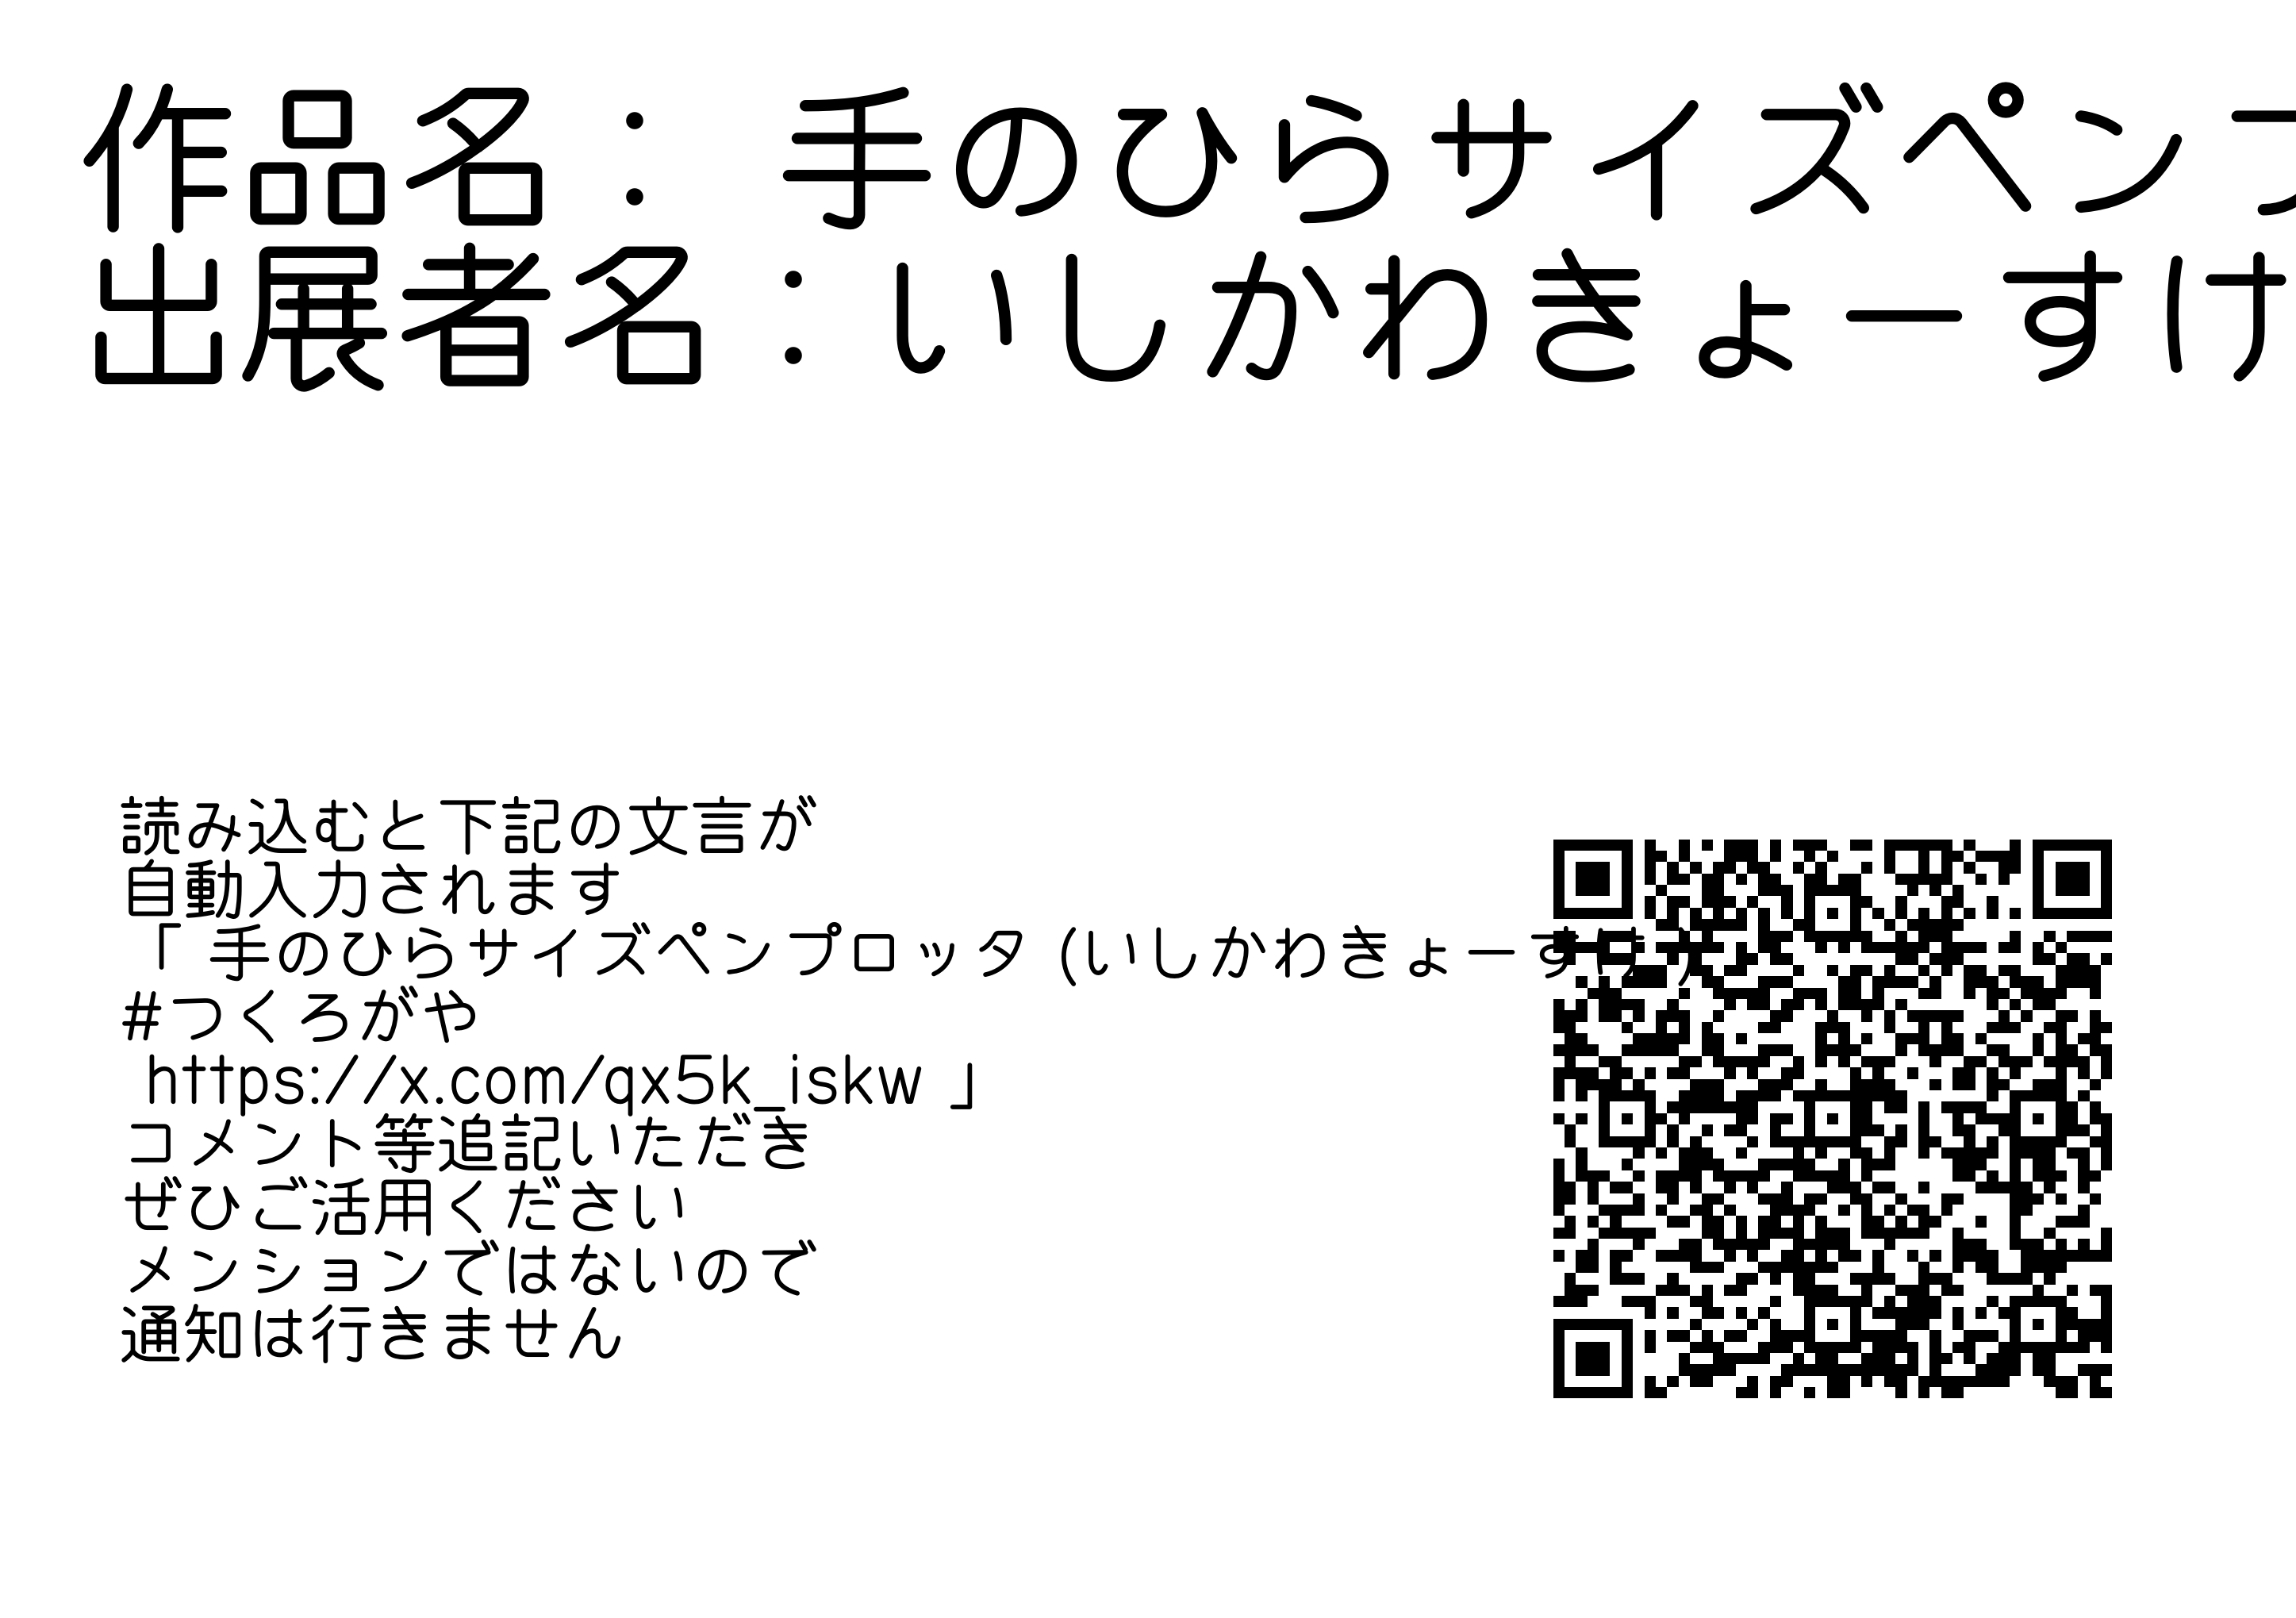 作品名：手のひらサイズペンプ
出展者名：いしかわきょーすけ
読み込むと下記の文言が
自動入力されます
「手のひらサイズペンプロッタ (いしかわきょーすけ)
#つくろがや
https://x.com/qx5k_iskw 」
コメント等追記いただき
ぜひご活用ください
メンションではないので
通知は行きません